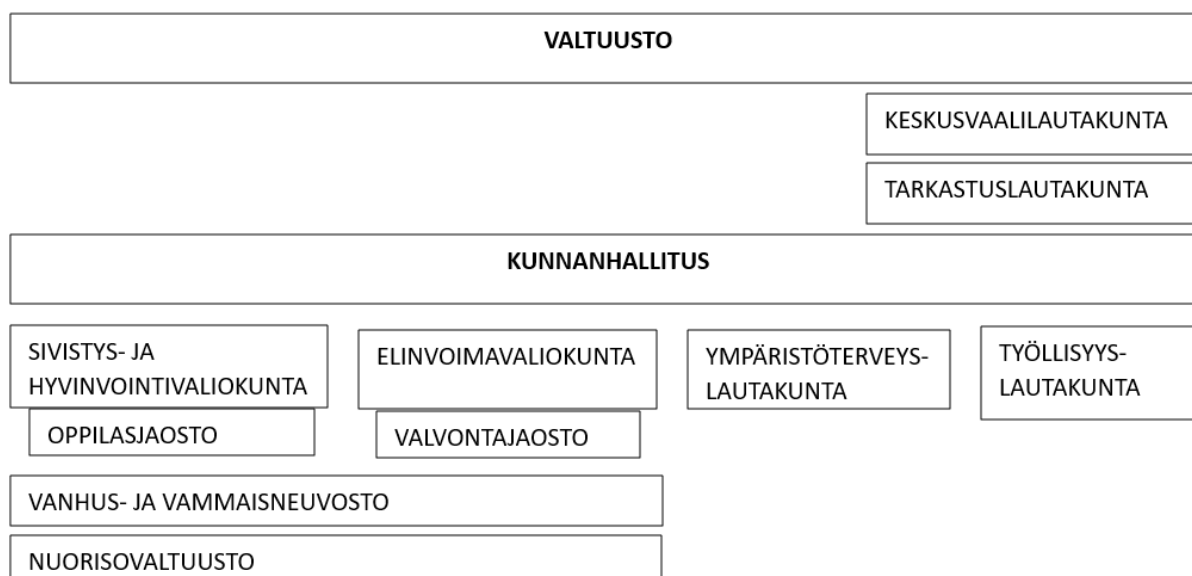 VALTUUSTO
KESKUSVAALILAUTAKUNTA
TARKASTUSLAUTAKUNTA
KUNNANHALLITUS
SIVISTYS- JA
HYVINVOINTIVALIOKUNTA
OPPILASJAOSTO
ELINVOIMAVALIOKUNTA
VALVONTAJAOSTO
YMPÄRISTÖTERVEYS-
LAUTAKUNTA
TYÖLLISYYS-
LAUTAKUNTA
VANHUS- JA VAMMAISNEUVOSTO
NUORISOVALTUUSTO